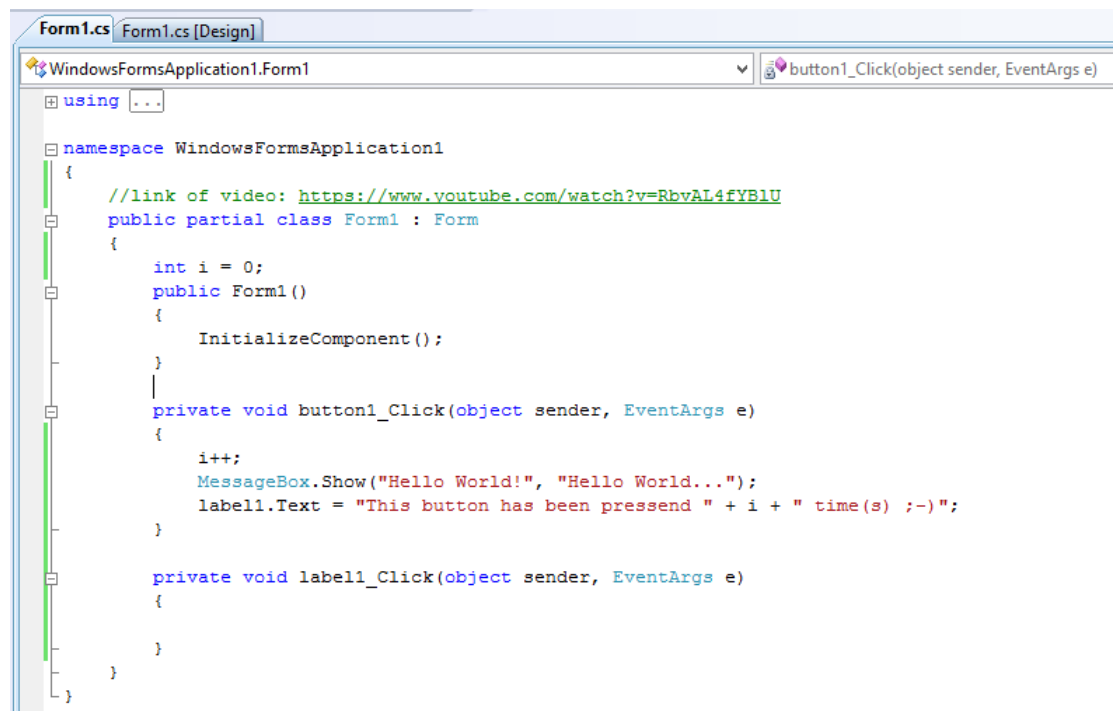 Form1.cs Form1.cs [Design]
WindowsFormsApplication1.Form1 button1_Click(object sender, EventArgs e)
using ...
namespace WindowsFormsApplication1
{
//link of video: https://www.youtube.com/watch?v=RbvAL4fYBlU
public partial class Form1 : Form
{
int i = 0;
public Form1()
{
InitializeComponent();
}
private void button1_Click(object sender, EventArgs e)
{
i++;
MessageBox.Show("Hello World!", "Hello World...");
label1.Text = "This button has been pressend " + i + " time(s) ;-)";
}
private void label1_Click(object sender, EventArgs e)
{
}
}
}